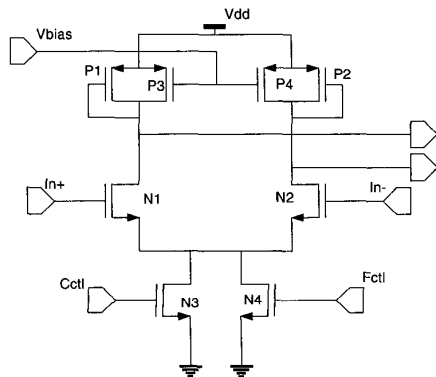 Vdd
Vbias
P1
P3
P4
P2
In+
N1
N2
In-
Cctl
N3
N4
Fctl